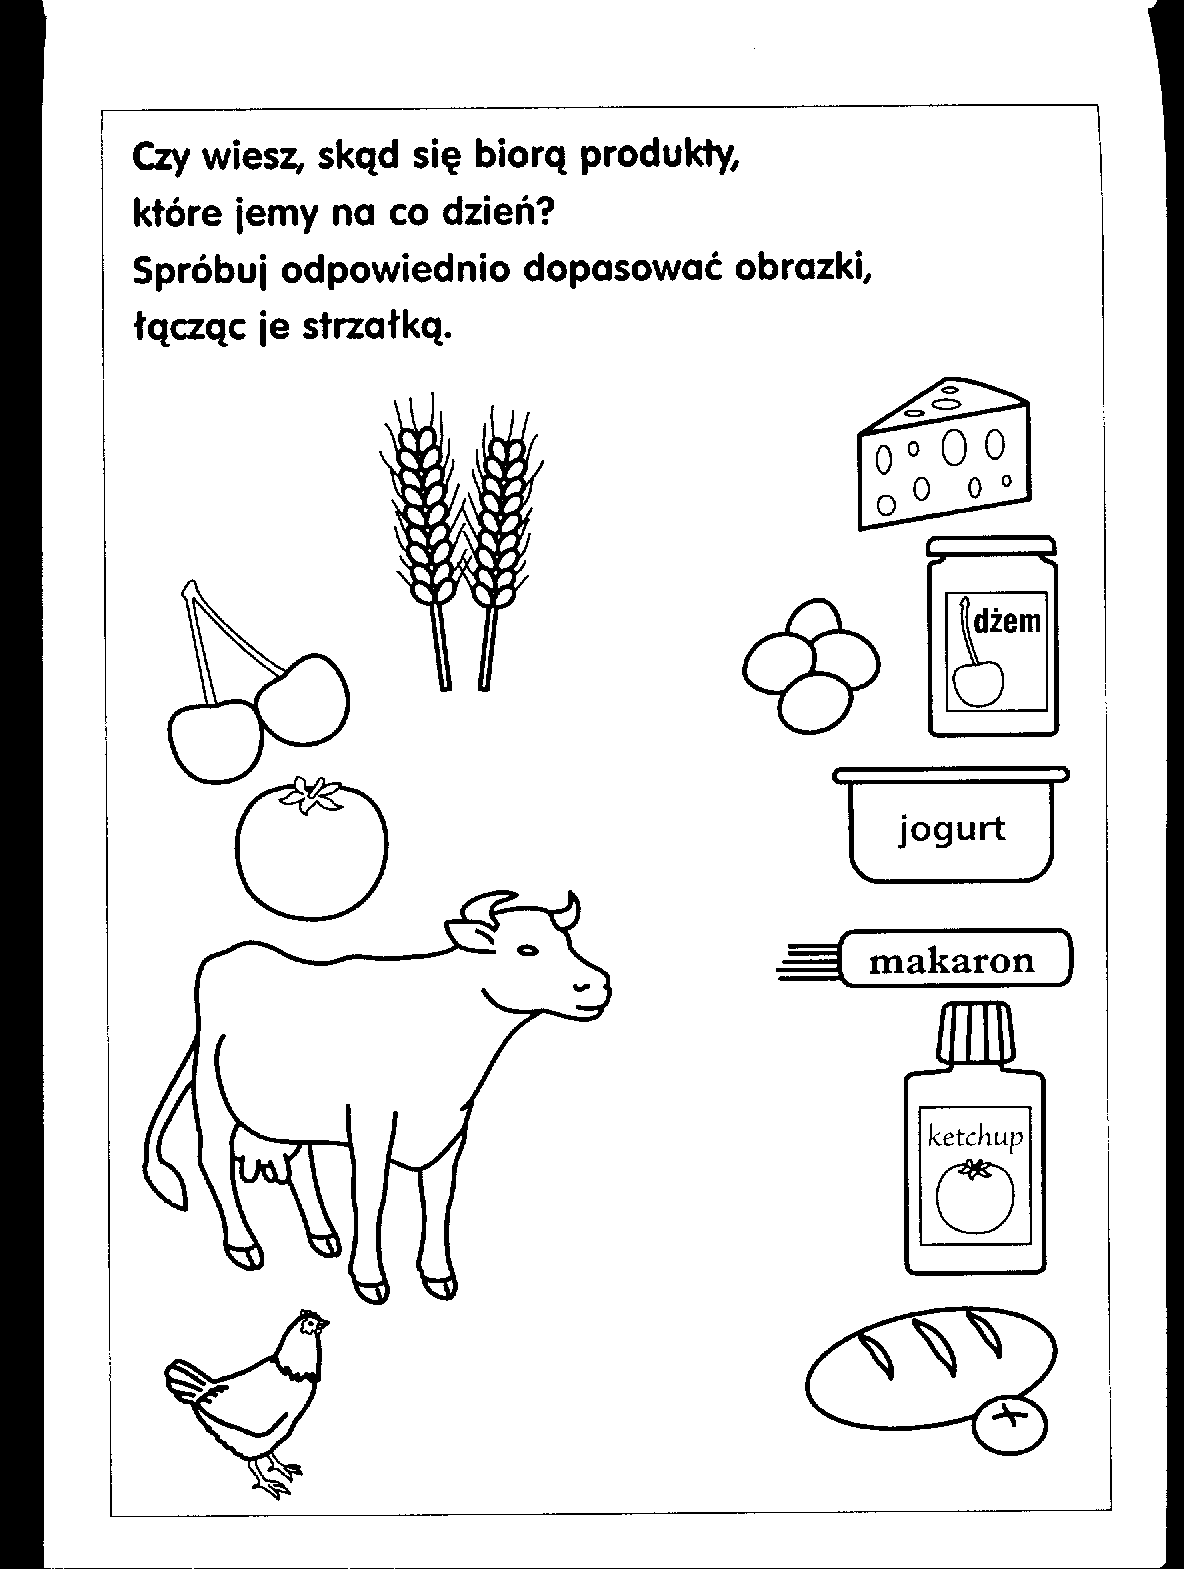 Czy wiesz, skąd się biorą produkty,
które jemy na co dzień?
Spróbuj odpowiednio dopasować obrazki,
łącząc je strzałką.
dżem
jogurt
makaron
ketchup